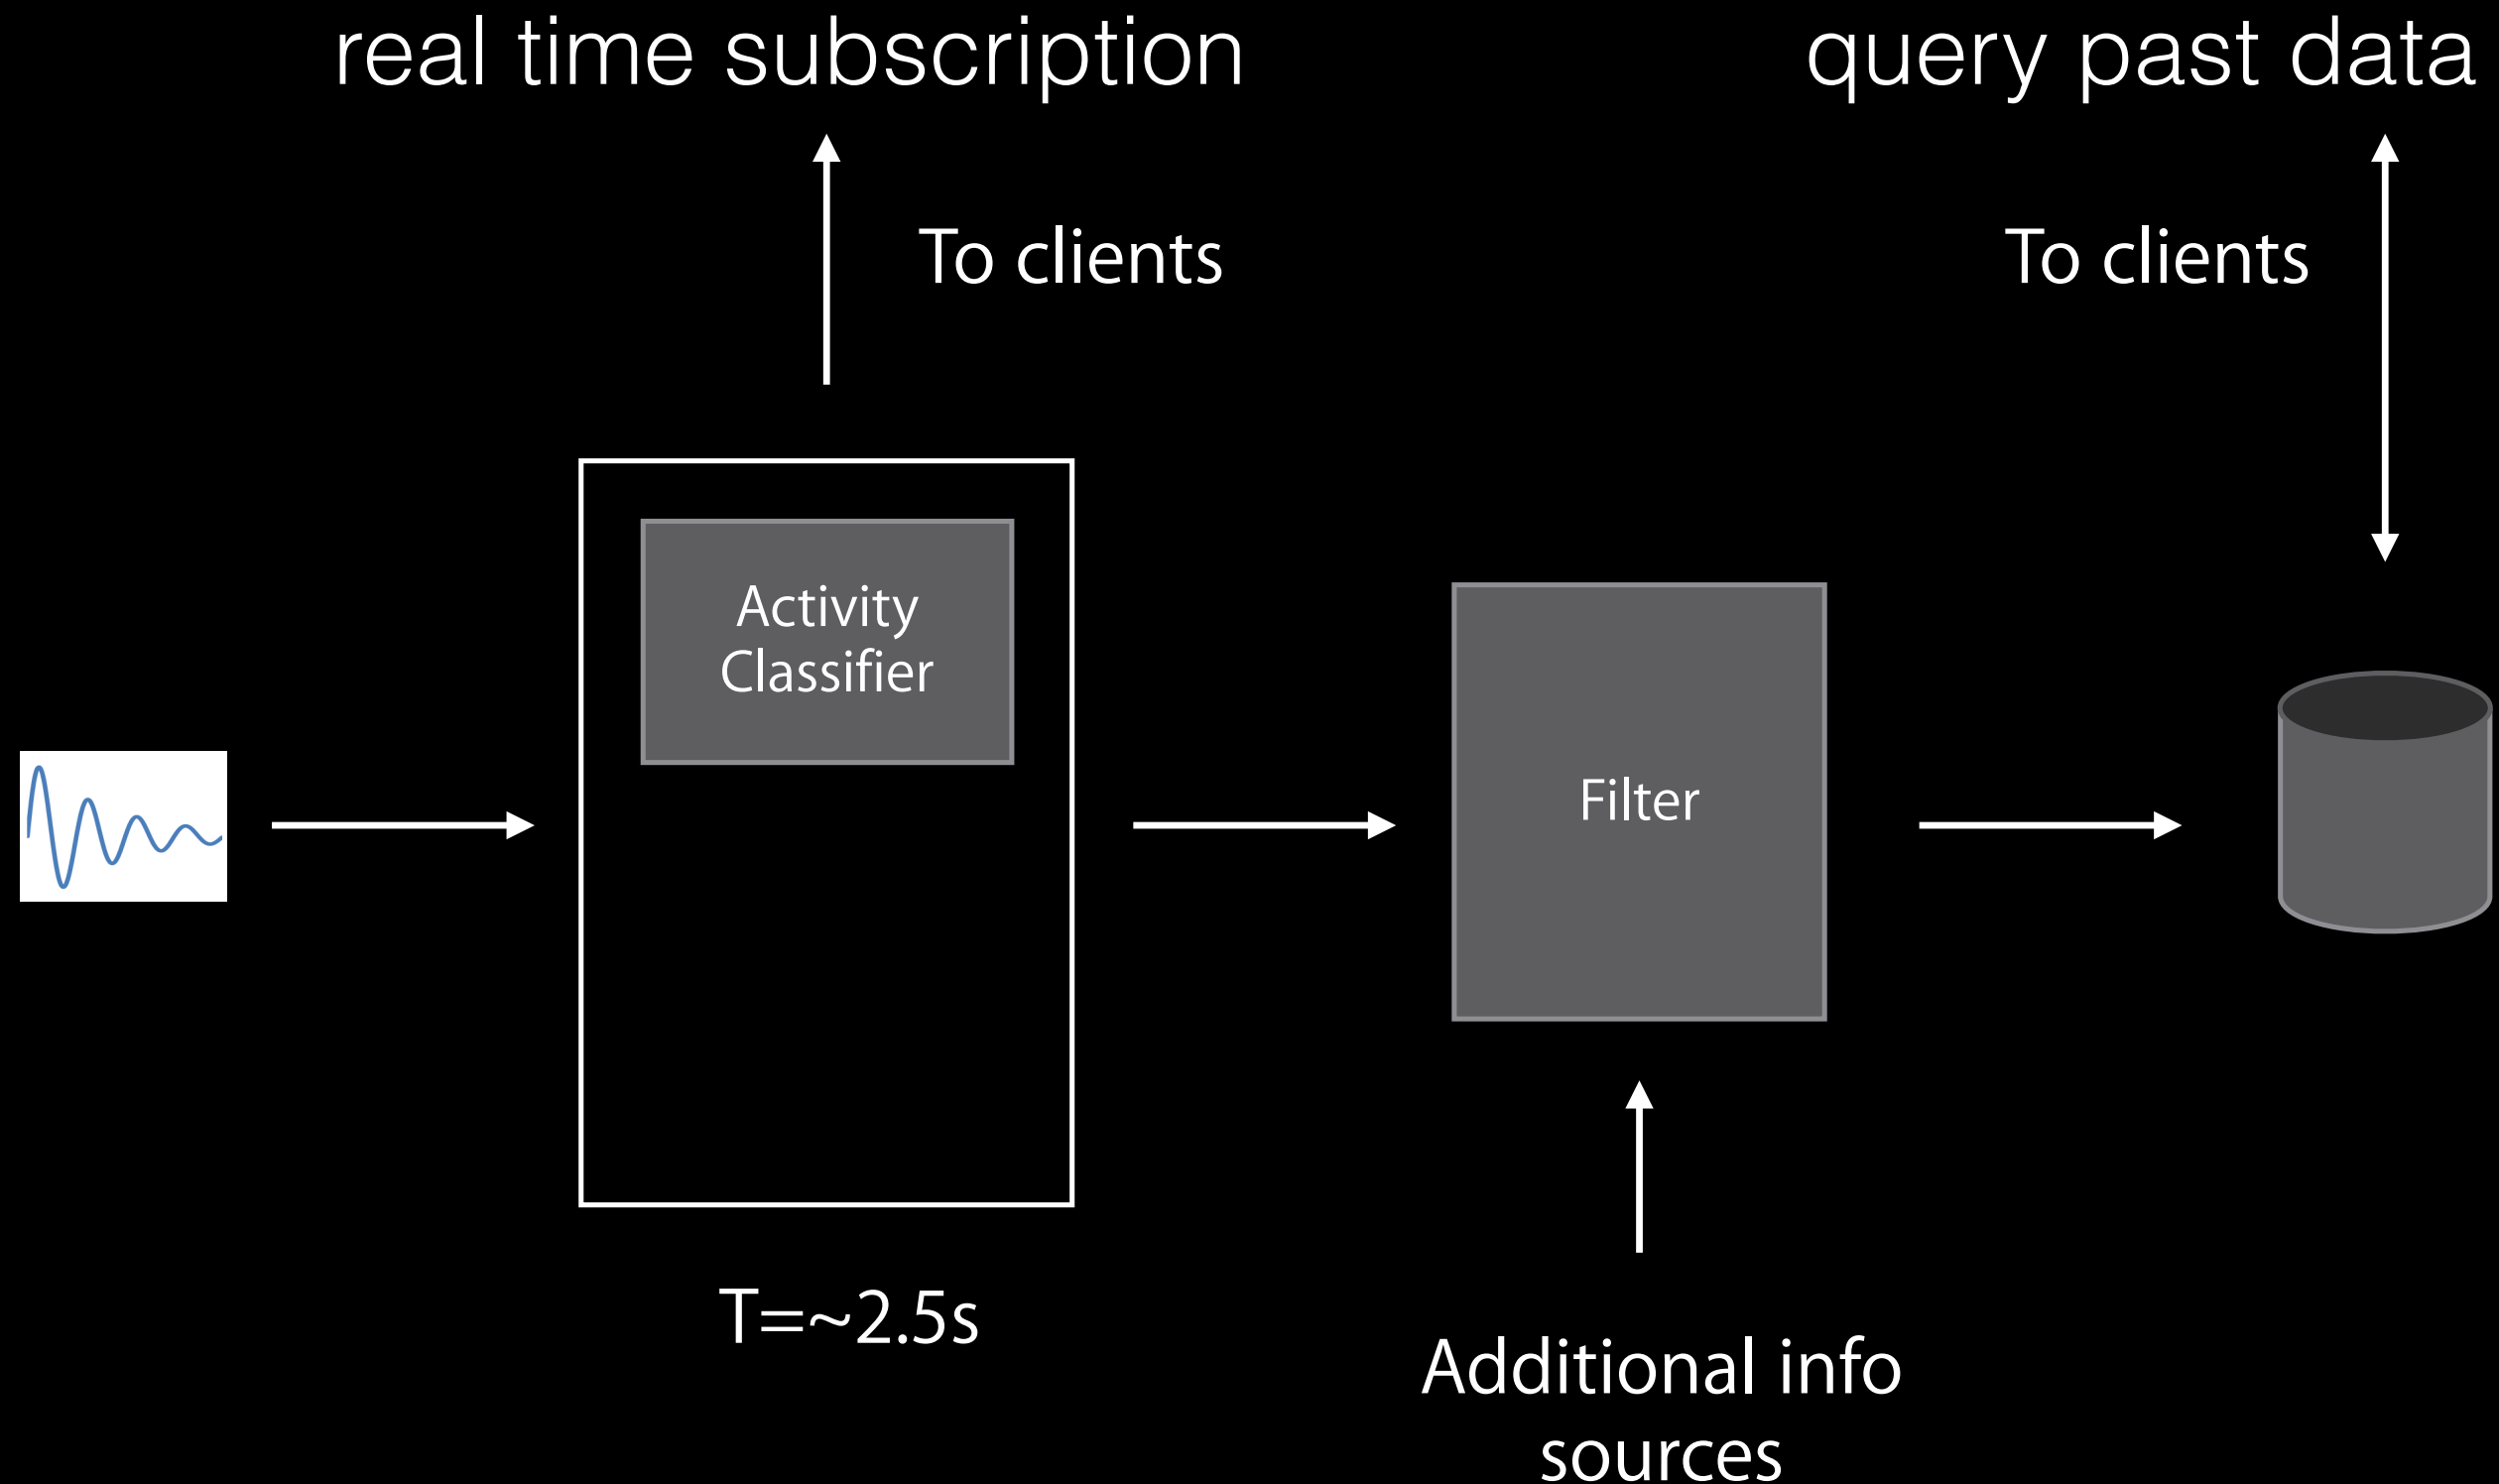 real time subscription
query past data
To clients
To clients
Activity
Classifier
Filter
T=~2.5s
Additional info
sources